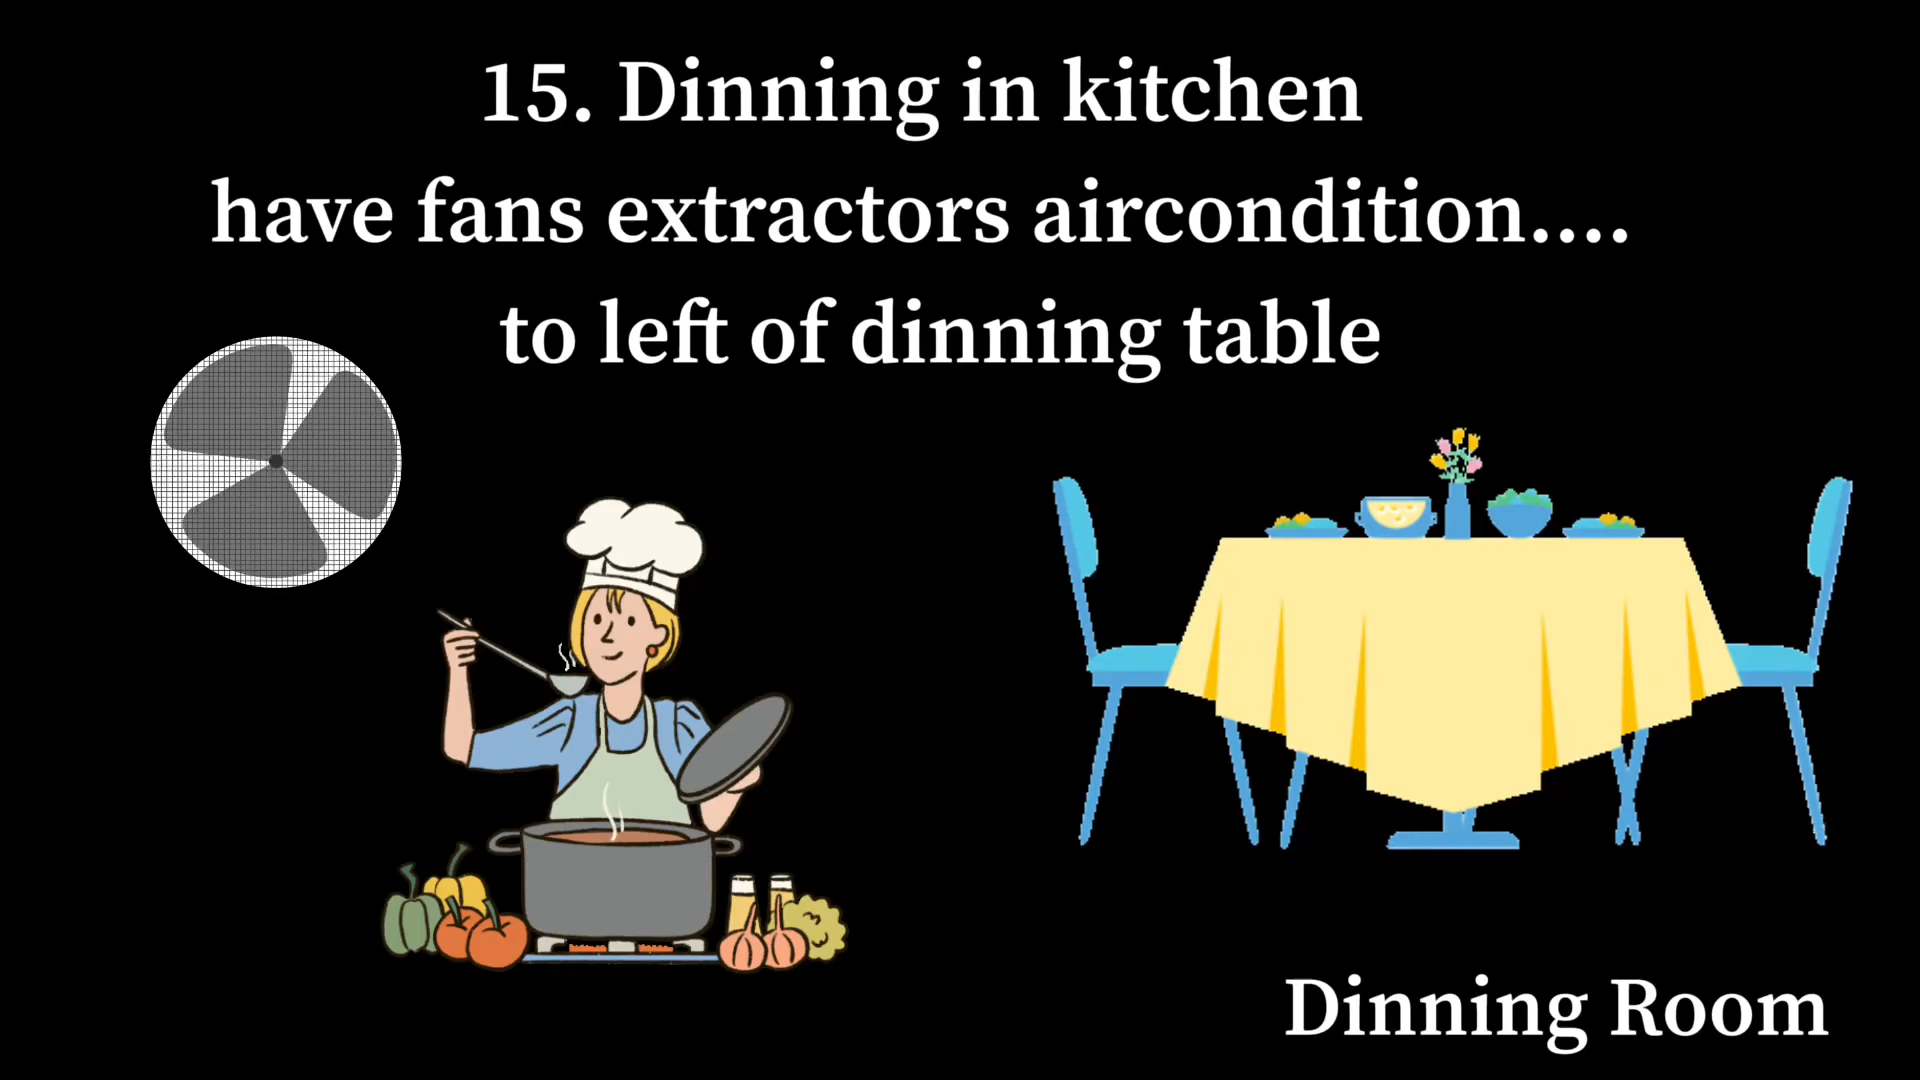 15. Dinning in kitchen
have fans extractors aircondition....
to left of dinning table
Dinning Room